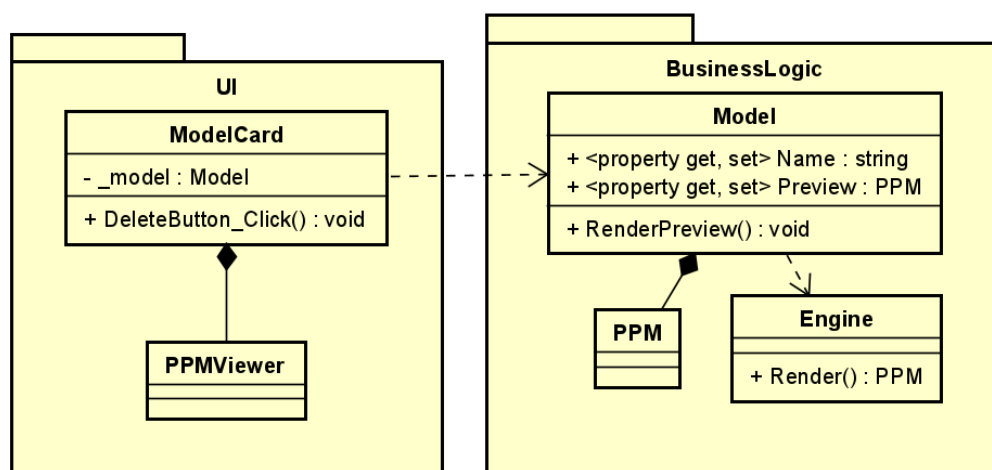 UI
ModelCard
- _model : Model
+ DeleteButton_Click() : void
PPMViewer
BusinessLogic
Model
+ <property get, set> Name : string
+ <property get, set> Preview : PPM
+ RenderPreview() : void
PPM
Engine
+ Render() : PPM